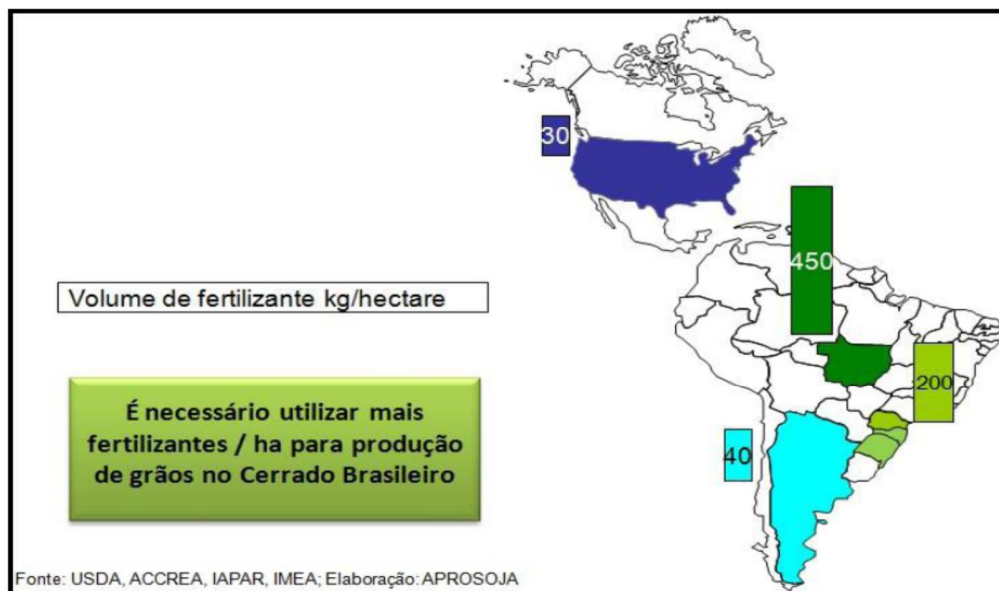 30
450
Volume de fertilizante kg/hectare
200
É necessário utilizar mais
fertilizantes / ha para produção
de grãos no Cerrado Brasileiro
40
Fonte: USDA, ACCREA, IAPAR, IMEA; Elaboração: APROSOJA